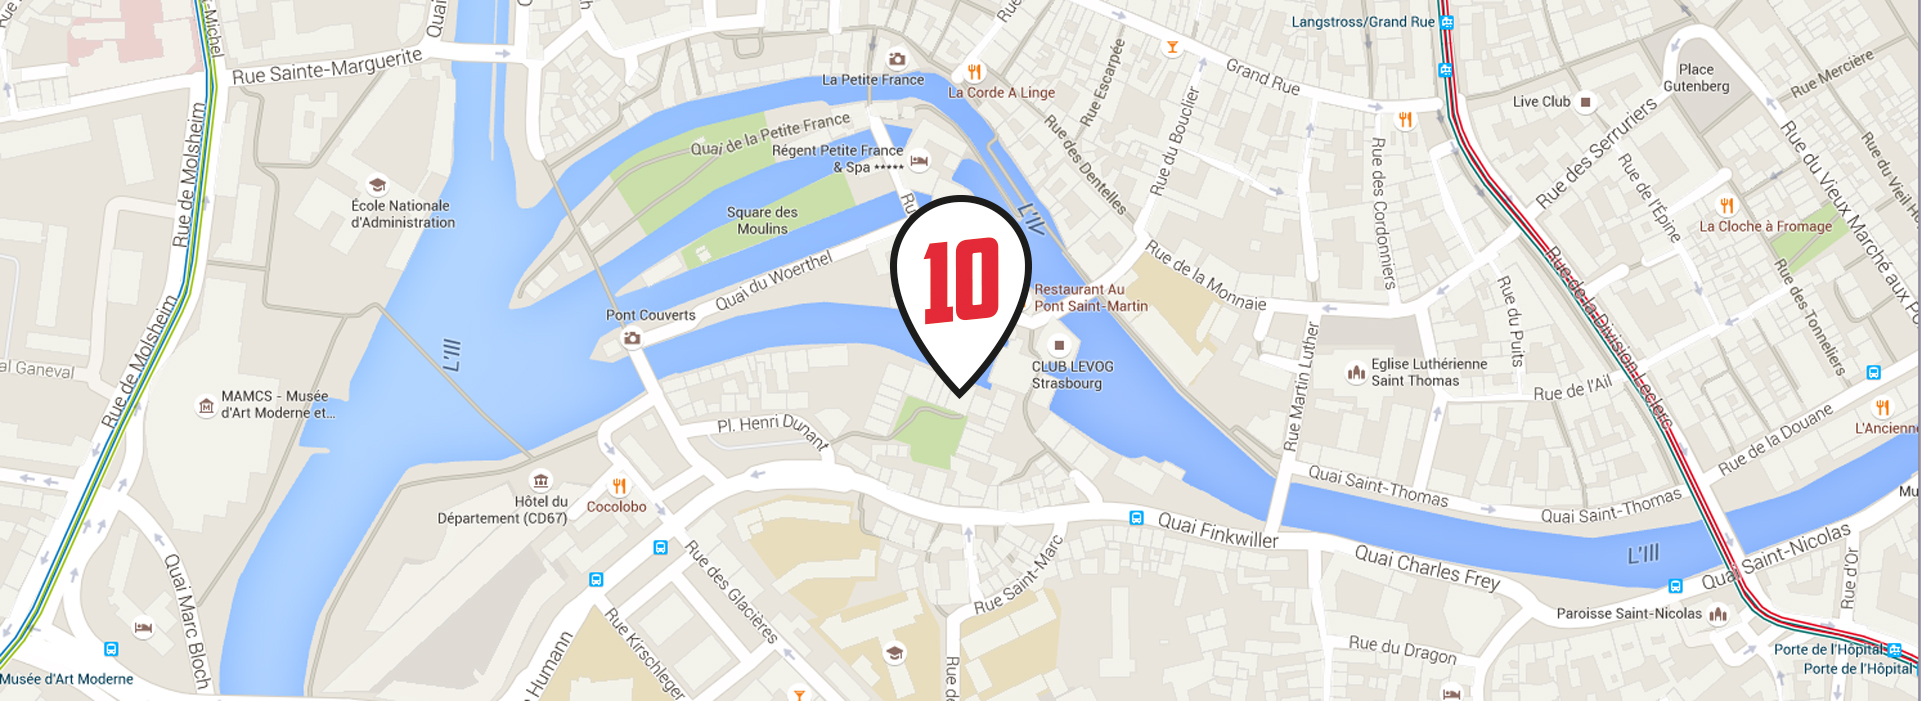 Langstross/Grand Rue
Rue Sainte-Marguerite
La Petite France
La Corde A Linge
Rue Escarpée
Grand Rue
Place
Gutenberg
Rue Mercière
Live Club
Rue de Molsheim
Quai de la Petite France
Régent Petite France
& Spa *****
Rue des Dentelles
Rue du Bouclier
Rue des Cordonniers
Rue des Serruriers
Rue de l'Épine
Rue du Vieux Marché aux Po
Rue du Vieil H
École Nationale
d'Administration
Square des
Moulins
L'Ill
La Cloche à Fromage
10
Quai du Woerthel
Rue de la Monnaie
Rue de la Division Leclerc
Rue des Tonneliers
Restaurant Au
Pont Saint-Martin
Pont Couverts
Rue du Puits
L'Ill
Rue de Molsheim
al Ganeval
CLUB LEVOG
Strasbourg
Rue Martin Luther
Eglise Luthérienne
Saint Thomas
Rue de l'Ail
MAMCS - Musée
d'Art Moderne et...
Pl. Henri Dunant
Rue de la Douane
L'Ancienne
Quai Saint-Thomas
Quai Saint-Thomas
Hôtel du
Département (CD67)
Cocolobo
Mu
Quai Finkwiller
Quai Charles Frey
L'Ill
Quai Saint-Nicolas
Rue d'Or
Quai Marc Bloch
Rue des Glacières
Rue Saint-Marc
Rue Kirschleger
Humann
Rue d
Paroisse Saint-Nicolas
Rue du Dragon
Porte de l'Hôpital
Porte de l'Hôpital
Musée d'Art Moderne